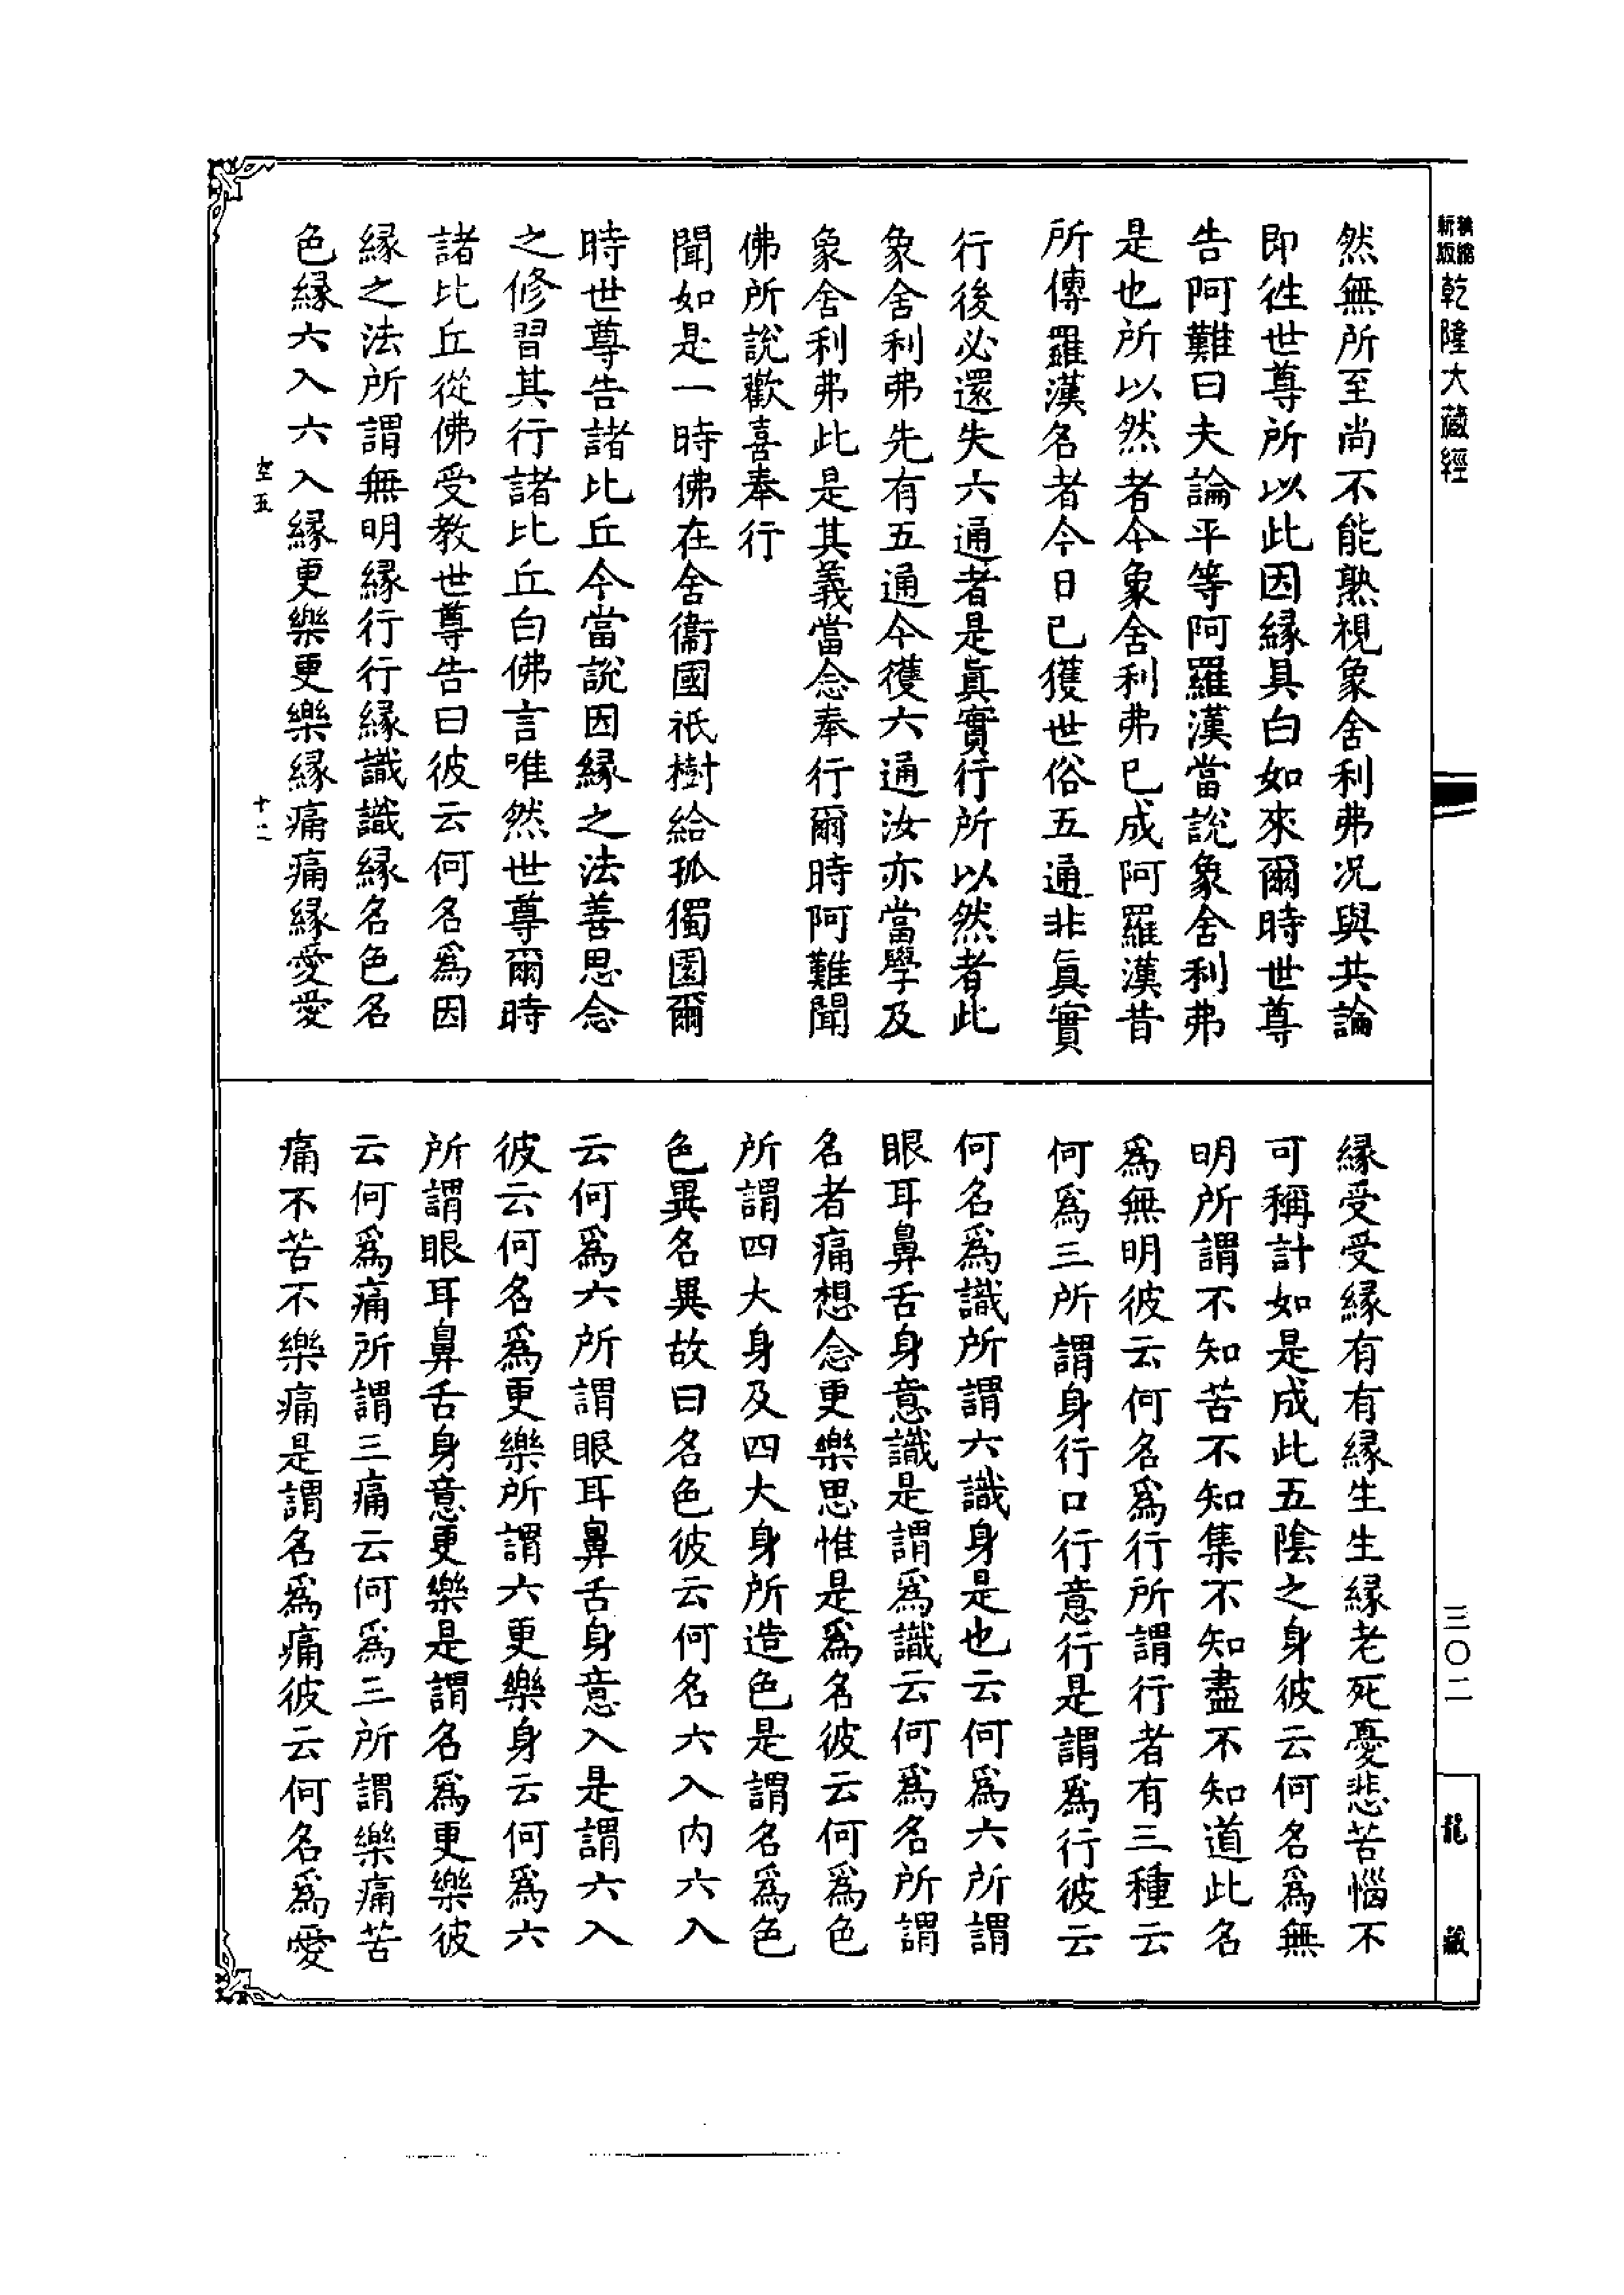 新版精縮
乾隆大藏經
三〇二
龍藏
然無所至尚不能熟視象舍利弗况與共論
即徃世尊所以此因緣具白如來爾時世尊
告阿難曰夫論平等阿羅漢當說象舍利弗
是也所以然者今象舍利弗已成阿羅漢昔
所傳羅漢名者今日已獲世俗五通非眞實
行後必還失六通者是眞實行所以然者此
象舍利弗先有五通今獲六通汝亦當學及
象舍利弗此是其義當念奉行爾時阿難聞
佛所說歡喜奉行
聞如是一時佛在舍衞國祇樹給孤獨園爾
時世尊告諸比丘今當說因緣之法善思念
之修習其行諸比丘白佛言唯然世尊爾時
諸比丘從佛受教世尊告曰彼云何名爲因
緣之法所謂無明緣行行緣識識緣名色名
色緣六入六入緣更樂更樂緣痛痛緣愛愛
空五
十二
緣受受緣有有緣生生緣老死憂悲苦惱不
可稱計如是成此五陰之身彼云何名爲無
明所謂不知苦不知集不知盡不知道此名
爲無明彼云何名爲行所謂行者有三種云
何爲三所謂身行口行意行是謂爲行彼云
何名爲識所謂六識身是也云何爲六所謂
眼耳鼻舌身意識是謂爲識云何爲名所謂
名者痛想念更樂思惟是爲名彼云何爲色
所謂四大身及四大身所造色是謂名爲色
色異名異故曰名色彼云何名六入內六入
云何爲六所謂眼耳鼻舌身意入是謂六入
彼云何名爲更樂所謂六更樂身云何爲六
所謂眼耳鼻舌身意更樂是謂名爲更樂彼
云何爲痛所謂三痛云何爲三所謂樂痛苦
痛不苦不樂痛是謂名爲痛彼云何名爲愛